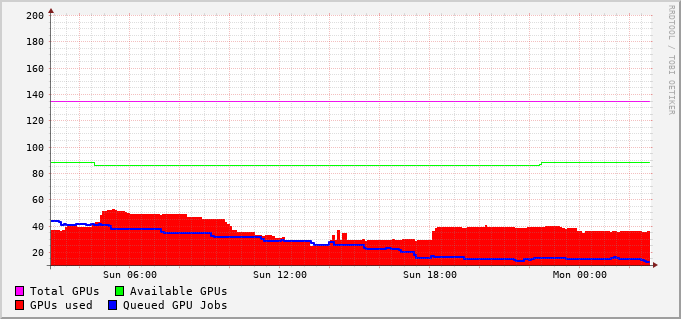 200
180
160
140
120
100
80
60
40
20
Sun 06:00 Sun 12:00 Sun 18:00 Mon 00:00
Total GPUs Available GPUs
GPUs used Queued GPU Jobs
RRDTOOL / TOBI OETIKER